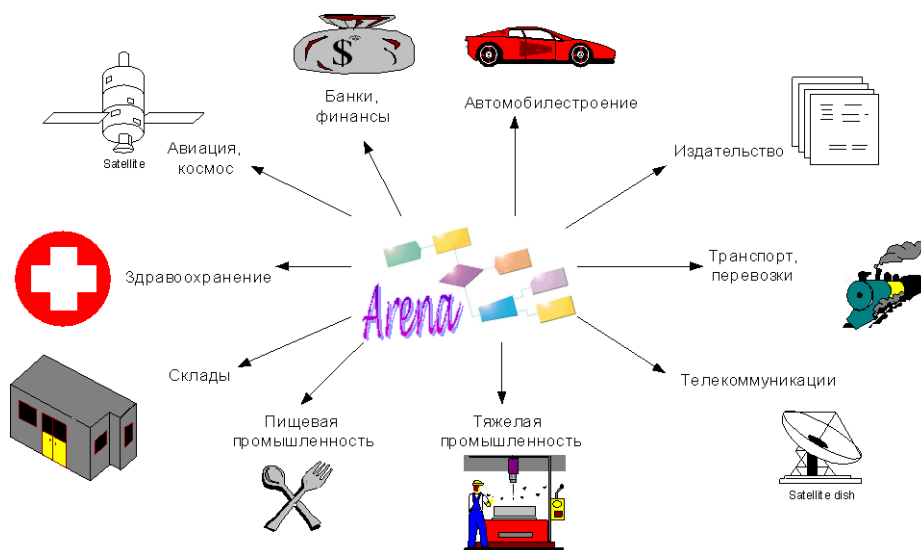 $
Банки,
финансы
Автомобилестроение
Satellite
Авиация,
космос
Издательство
Здравоохранение
Транспорт,
перевозки
Arena
Склады
Телекоммуникации
Пищевая
промышленность
Тяжелая
промышленность
Satellite dish